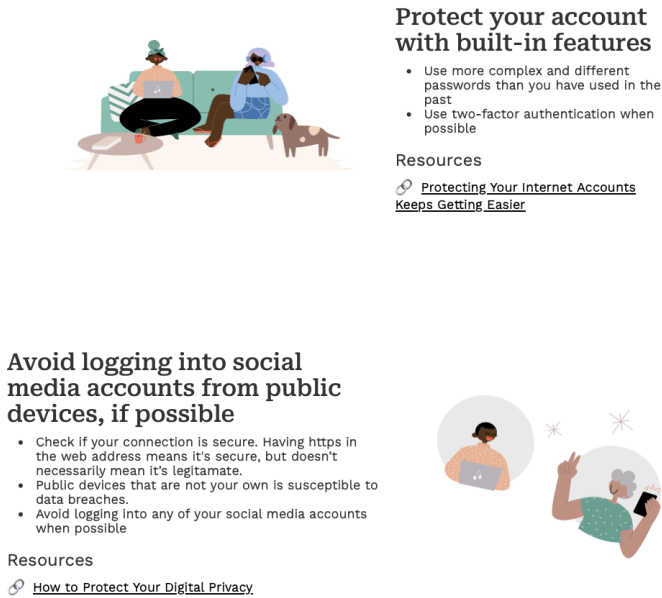 Protect your account
with built-in features
• Use more complex and different
passwords than you have used in the
past
• Use two-factor authentication when
possible
Resources
Protecting Your Internet Accounts
Keeps Getting Easier
Avoid logging into social
media accounts from public
devices, if possible
• Check if your connection is secure. Having https in
the web address means it's secure, but doesn’t
necessarily mean it’s legitamate.
• Public devices that are not your own is susceptible to
data breaches.
• Avoid logging into any of your social media accounts
when possible
Resources
How to Protect Your Digital Privacy